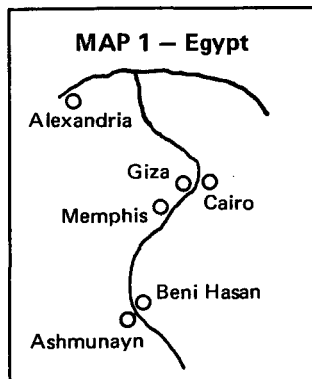 MAP 1 – Egypt
Alexandria
Giza
Cairo
Memphis
Beni Hasan
Ashmunayn